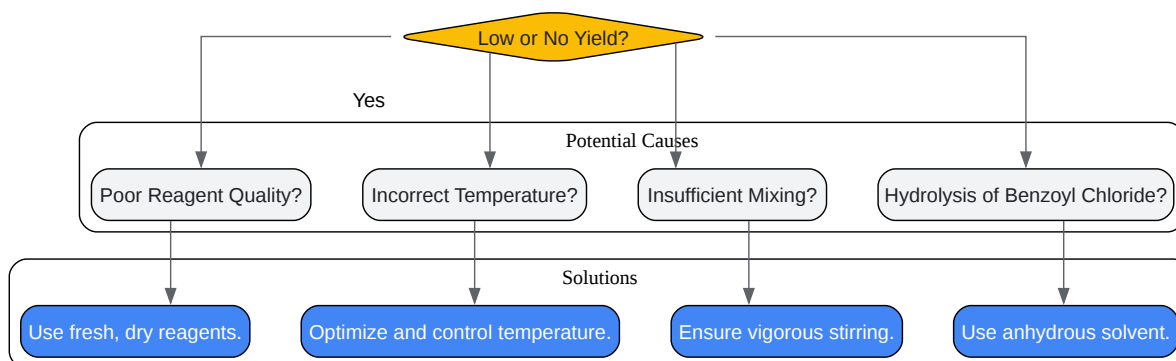 Low or No Yield?
Yes
Potential Causes
Poor Reagent Quality?
Incorrect Temperature?
Insufficient Mixing?
Hydrolysis of Benzoyl Chloride?
Solutions
Use fresh, dry reagents.
Optimize and control temperature.
Ensure vigorous stirring.
Use anhydrous solvent.